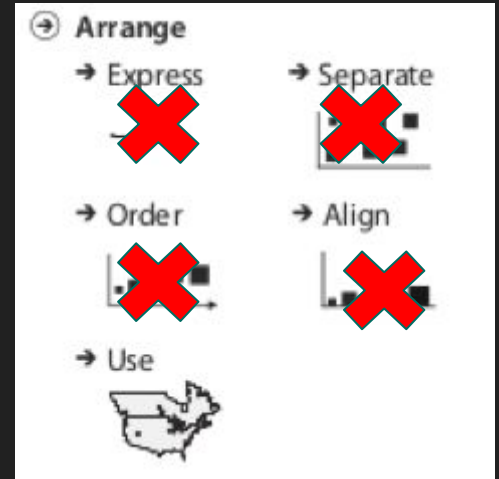 Arrange
→ Express → Separate
→ Order → Align
→ Use